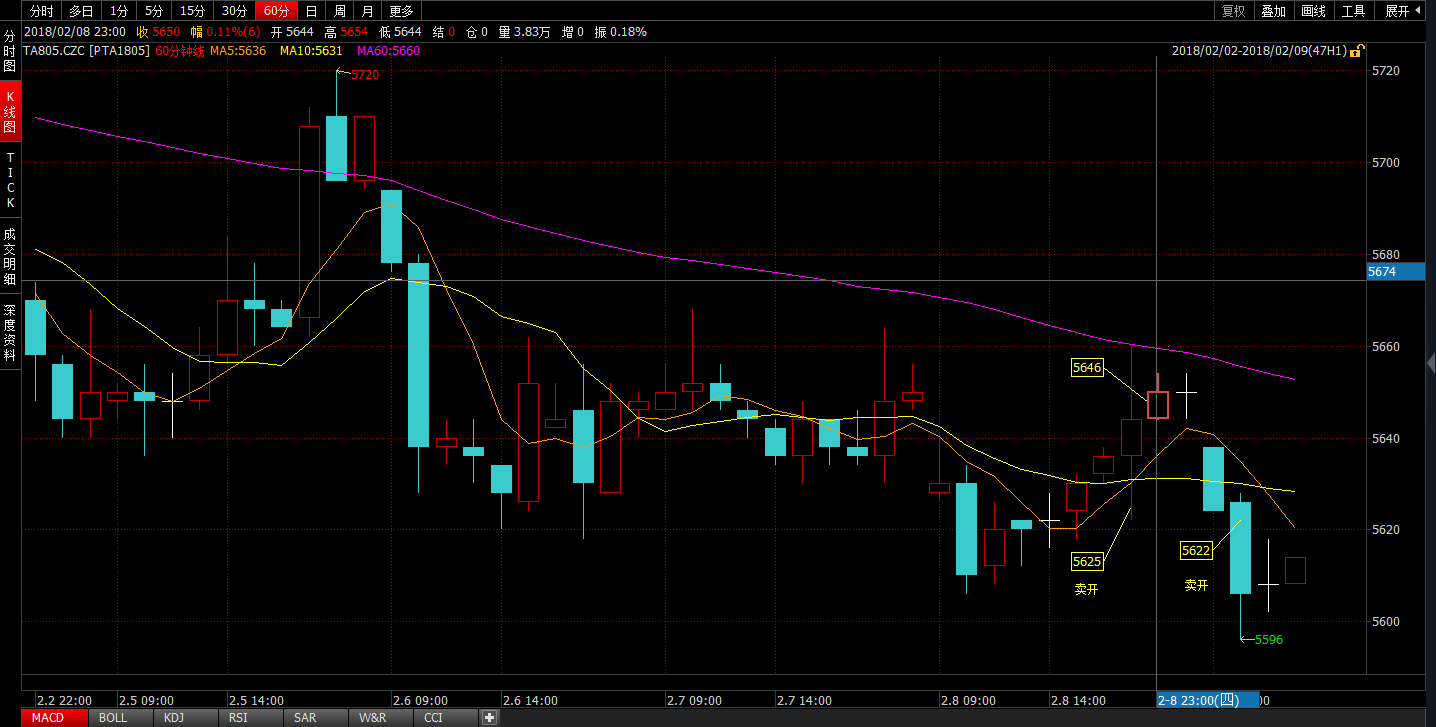 分时 多日 1分 5分 15分 30分 60分 日 周 月 更多 复权 叠加 画线 工具 展开
2018/02/08 23:00 收 5650 幅 0.11%(6) 开 5644 高 5654 低 5644 结 0 仓 0 量 3.83万 增 0 振 0.18%
TA805.CZC [PTA1805] 60分钟线 MA5:5636 MA10:5631 MA60:5660 2018/02/02-2018/02/09(47H1)
分时图
K线图
TICK
成交明细
深度资料
5720
5720
5700
5680
5674
5660
5646
5640
5620
5622
5625
卖开
卖开
5600
5596
2.2 22:00 2.5 09:00 2.5 14:00 2.6 09:00 2.6 14:00 2.7 09:00 2.7 14:00 2.8 09:00 2.8 14:00 2-8 23:00(四)
MACD BOLL KDJ RSI SAR W&R CCI